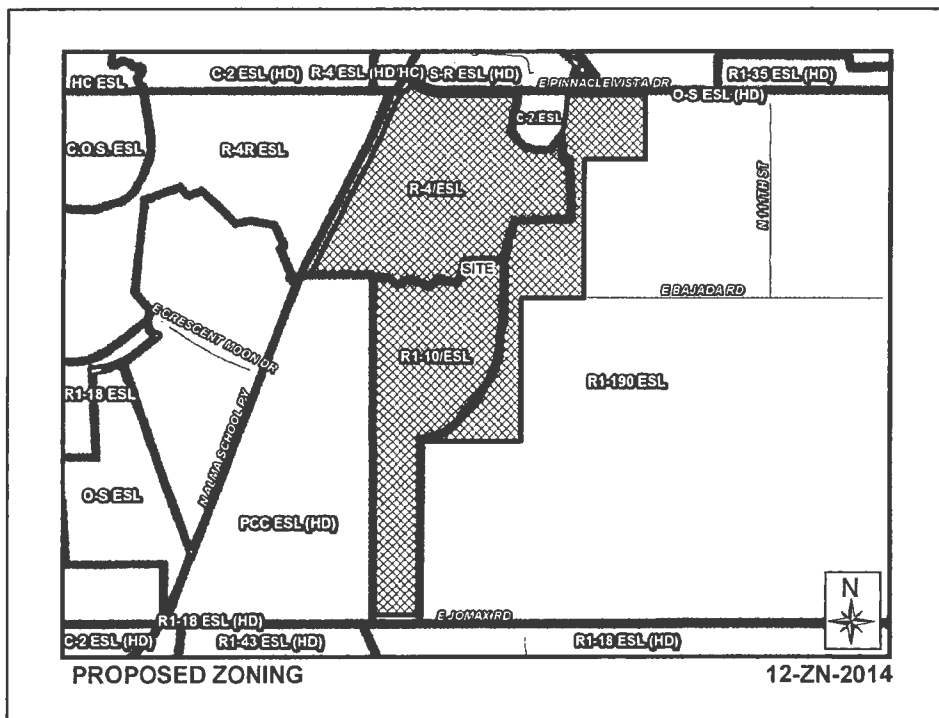 C-2 ESL (HD)
R-4 ESL (HD'HC)
S-R ESL (HD)
HC ESL
E PINNACLE VISTA DR
R1-35 ESL (HD)
O-S ESL (HD)
C-2 ESL
C.O.S. ESL
R-4R ESL
R-4/ESL
N 111TH ST
SITE
E BAJADA RD
E CRESCENT MOON DR
R1-10/ESL
R1-190 ESL
R1-18 ESL
N ALMA SCHOOL PY
O-S ESL
PCC ESL (HD)
N
E JOMAX RD
R1-18 ESL (HD)
C-2 ESL (HD)
R1-43 ESL (HD)
R1-18 ESL (HD)
PROPOSED ZONING
12-ZN-2014